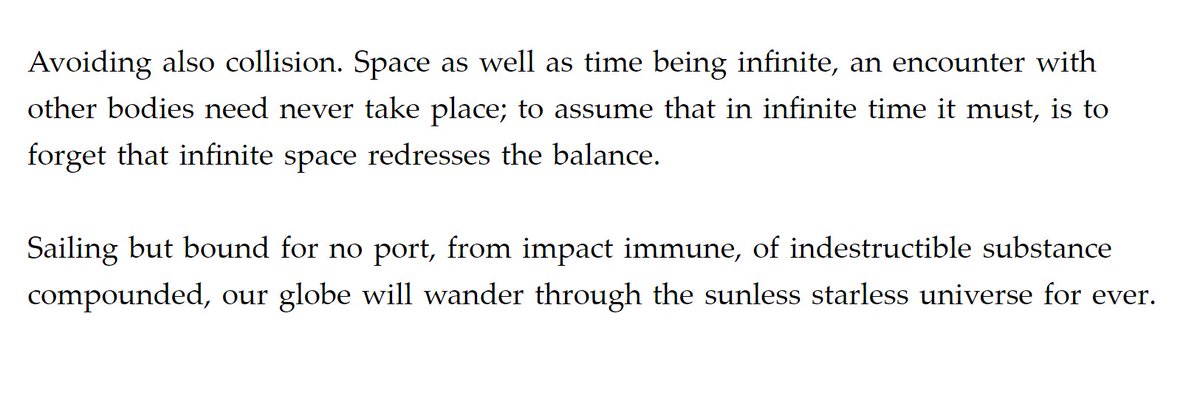 Avoiding also collision. Space as well as time being infinite, an encounter with
other bodies need never take place; to assume that in infinite time it must, is to
forget that infinite space redresses the balance.
Sailing but bound for no port, from impact immune, of indestructible substance
compounded, our globe will wander through the sunless starless universe for ever.